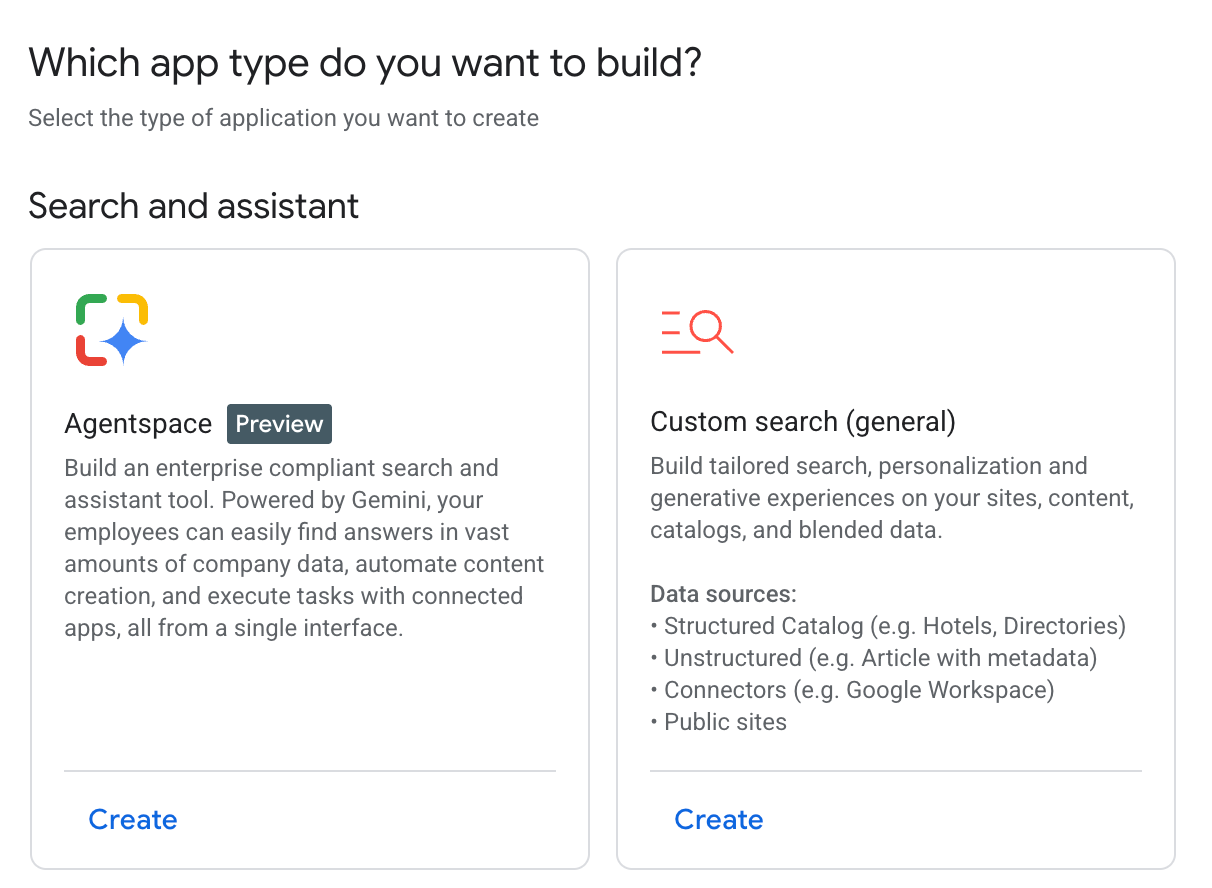 Which app type do you want to build?
Select the type of application you want to create
Search and assistant
Agentspace Preview
Build an enterprise compliant search and
assistant tool. Powered by Gemini, your
employees can easily find answers in vast
amounts of company data, automate content
creation, and execute tasks with connected
apps, all from a single interface.
Create
Custom search (general)
Build tailored search, personalization and
generative experiences on your sites, content,
catalogs, and blended data.
Data sources:
• Structured Catalog (e.g. Hotels, Directories)
• Unstructured (e.g. Article with metadata)
• Connectors (e.g. Google Workspace)
• Public sites
Create